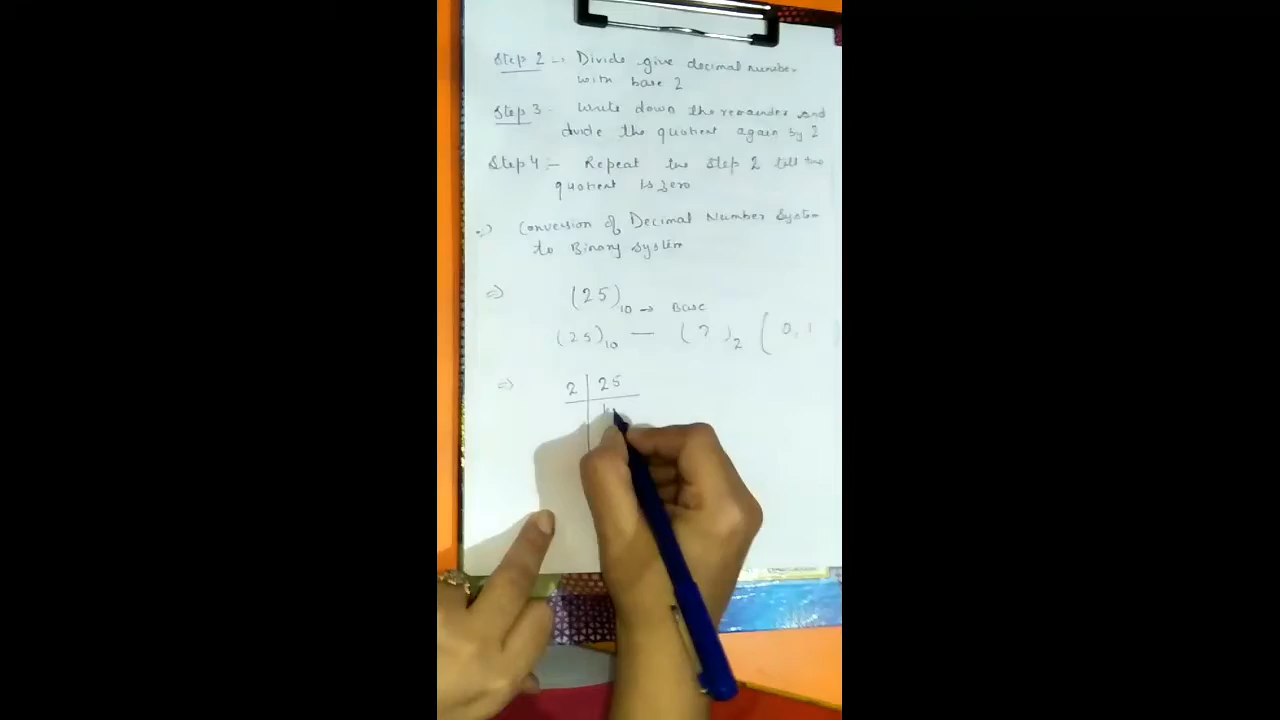 Step 2 -. Divide give decimal number
with base 2
Step 3 - Write down the remainder and
divide the quotient again by 2
Step 4 :- Repeat the step 2 till the
quotient is zero
Conversion of Decimal Number System
to Binary System
=> (25)10 -> Base
(25)10 — ( ? )2 ( 0, 1
=> 2 | 25